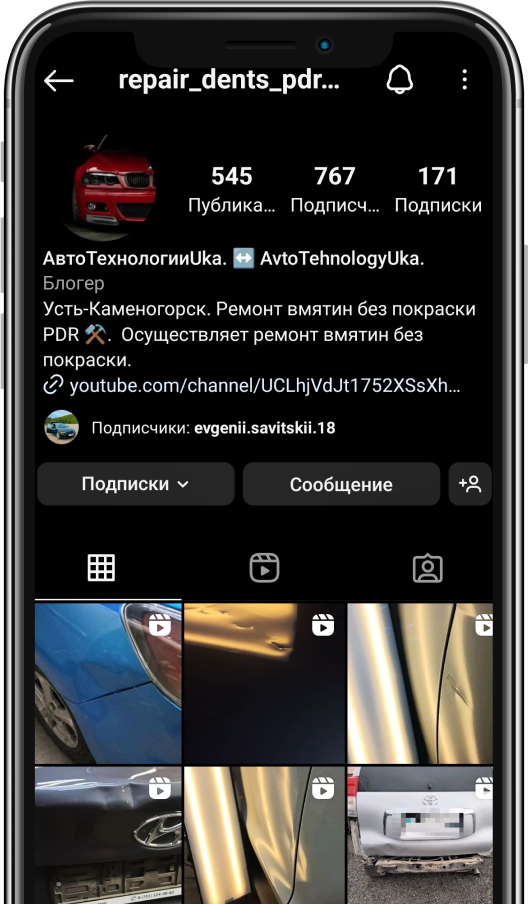 repair_dents_pdr...
545 767 171
Публика... Подписч... Подписки
АвтоТехнологииUka. ↔️ AvtoTehnologyUka.
Блогер
Усть-Каменогорск. Ремонт вмятин без покраски
PDR ⚒️. Осуществляет ремонт вмятин без
покраски.
youtube.com/channel/UCLhjVdJt1752XSsXh...
Подписчики: evgenii.savitskii.18
Подписки
Сообщение